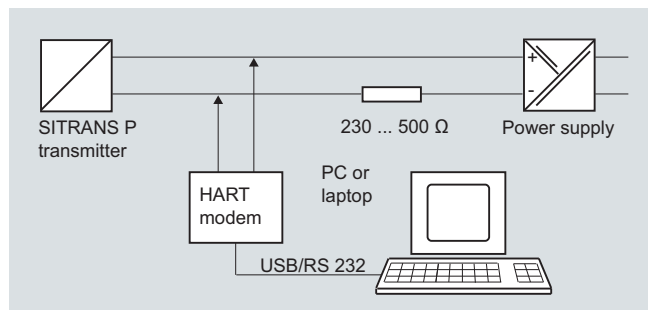 +
-
SITRANS P
transmitter
230 ... 500 Ω
Power supply
HART
modem
PC or
laptop
USB/RS 232